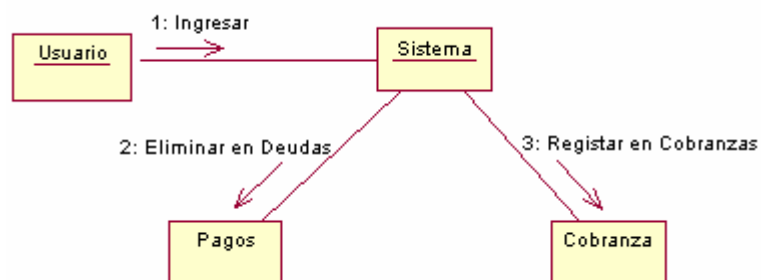 1: Ingresar
Usuario
Sistema
2: Eliminar en Deudas
3: Registar en Cobranzas
Pagos
Cobranza